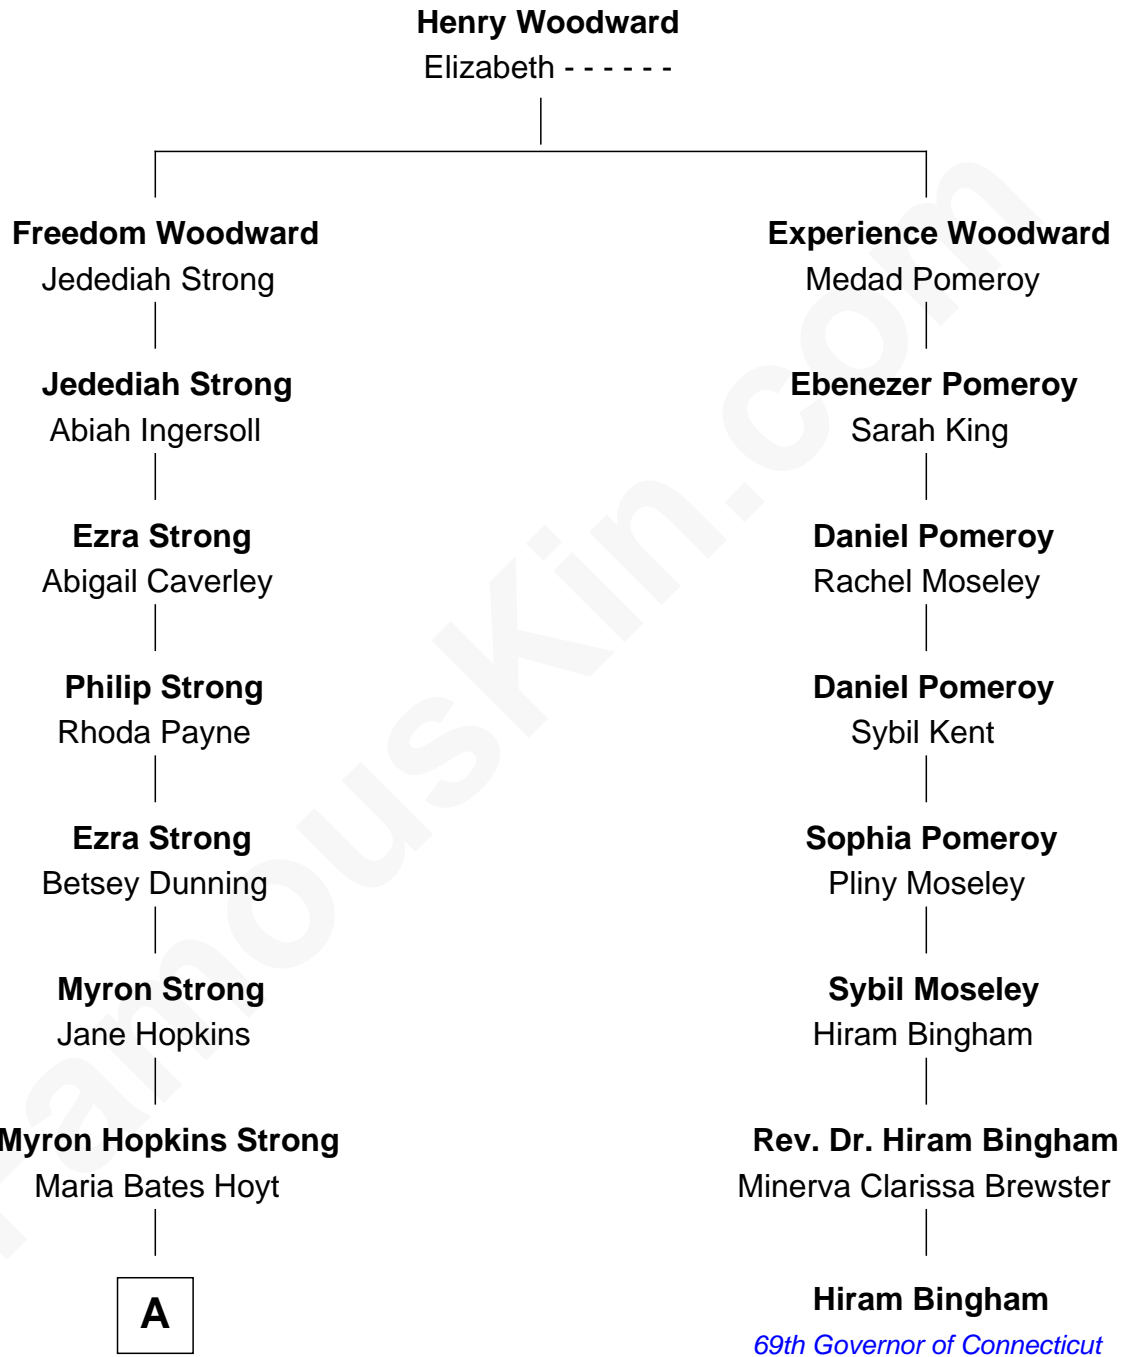 Henry Woodward
Elizabeth - - - - - -
Freedom Woodward
Jedediah Strong
Experience Woodward
Medad Pomeroy
Jedediah Strong
Abiah Ingersoll
Ebenezer Pomeroy
Sarah King
Ezra Strong
Abigail Caverley
Daniel Pomeroy
Rachel Moseley
Philip Strong
Rhoda Payne
Daniel Pomeroy
Sybil Kent
Ezra Strong
Betsey Dunning
Sophia Pomeroy
Pliny Moseley
Myron Strong
Jane Hopkins
Sybil Moseley
Hiram Bingham
Myron Hopkins Strong
Maria Bates Hoyt
Rev. Dr. Hiram Bingham
Minerva Clarissa Brewster
A
Hiram Bingham
69th Governor of Connecticut
FamousKin.com